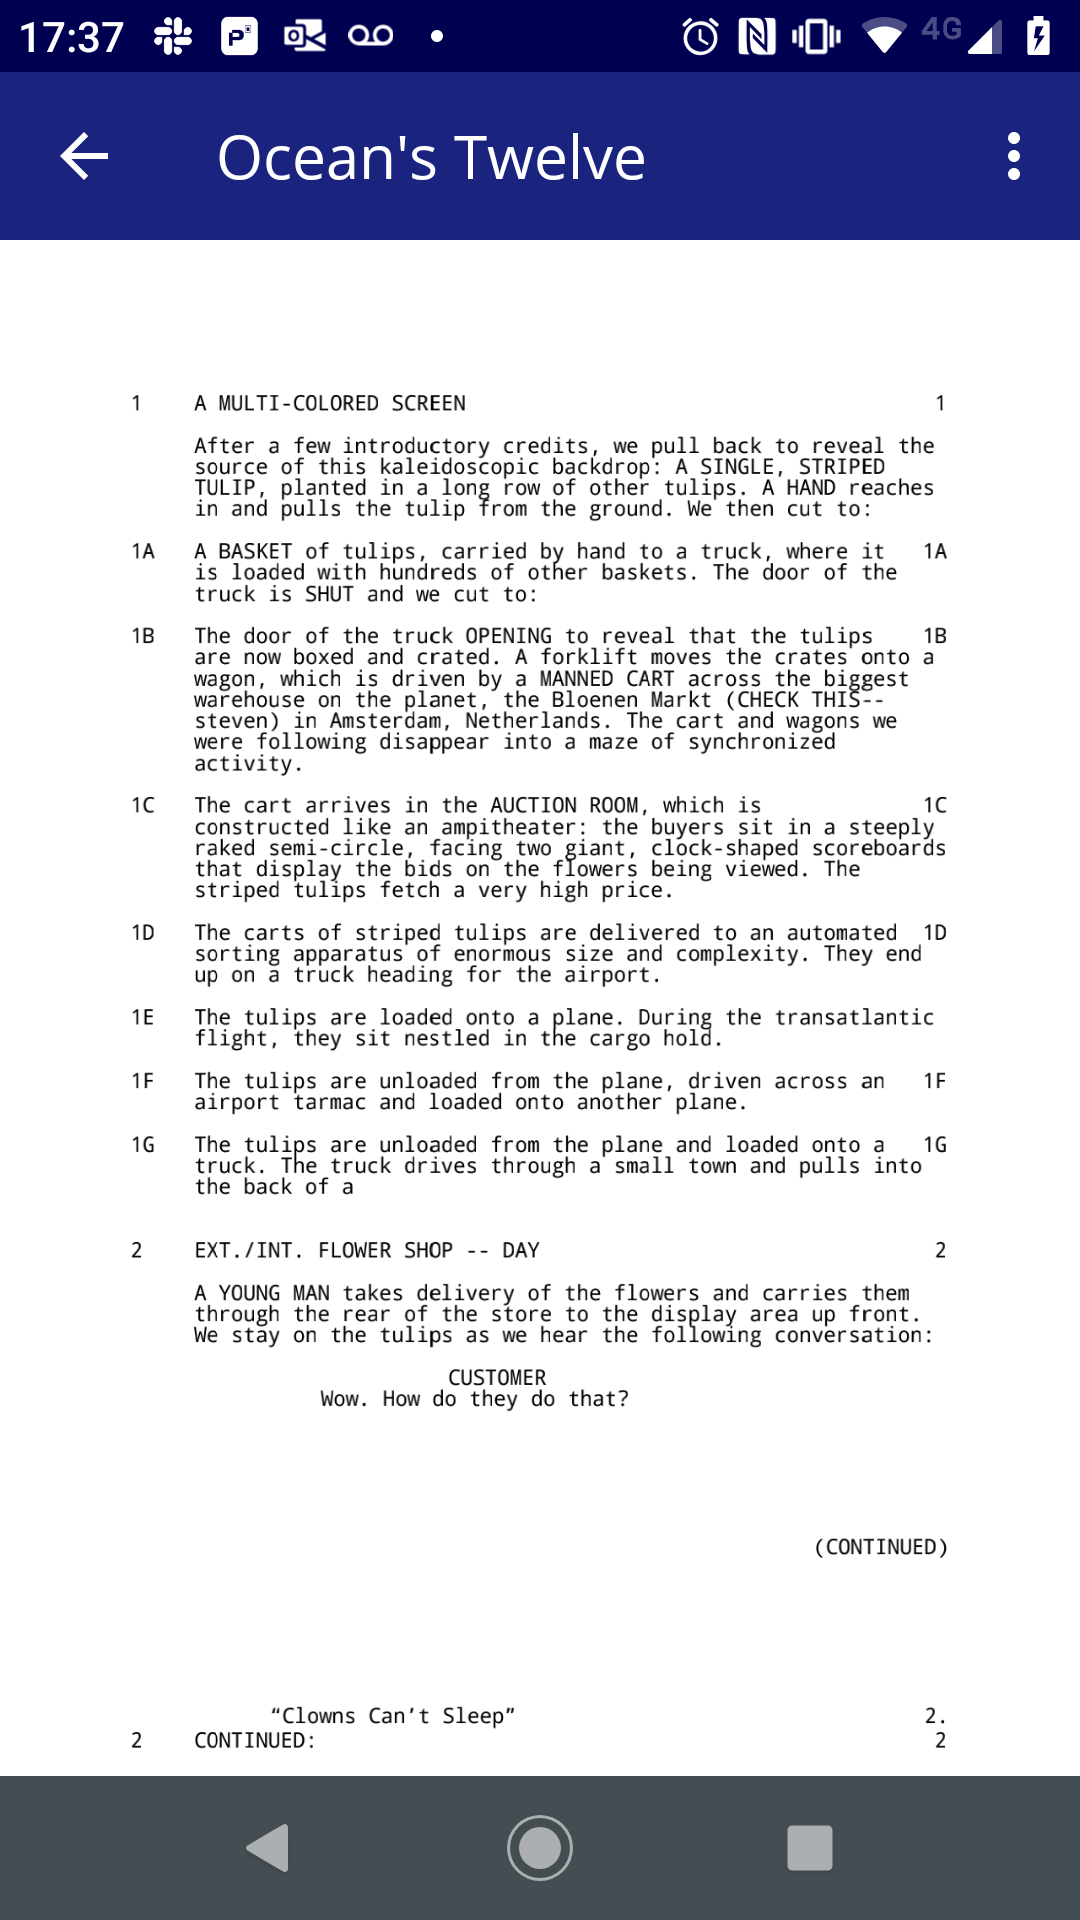 17:37
4G
Ocean's Twelve
1 A MULTI-COLORED SCREEN 1
After a few introductory credits, we pull back to reveal the
source of this kaleidoscopic backdrop: A SINGLE, STRIPED
TULIP, planted in a long row of other tulips. A HAND reaches
in and pulls the tulip from the ground. We then cut to:
1A A BASKET of tulips, carried by hand to a truck, where it 1A
is loaded with hundreds of other baskets. The door of the
truck is SHUT and we cut to:
1B The door of the truck OPENING to reveal that the tulips 1B
are now boxed and crated. A forklift moves the crates onto a
wagon, which is driven by a MANNED CART across the biggest
warehouse on the planet, the Bloenen Markt (CHECK THIS--
steven) in Amsterdam, Netherlands. The cart and wagons we
were following disappear into a maze of synchronized
activity.
1C The cart arrives in the AUCTION ROOM, which is 1C
constructed like an ampitheater: the buyers sit in a steeply
raked semi-circle, facing two giant, clock-shaped scoreboards
that display the bids on the flowers being viewed. The
striped tulips fetch a very high price.
1D The carts of striped tulips are delivered to an automated 1D
sorting apparatus of enormous size and complexity. They end
up on a truck heading for the airport.
1E The tulips are loaded onto a plane. During the transatlantic
flight, they sit nestled in the cargo hold.
1F The tulips are unloaded from the plane, driven across an 1F
airport tarmac and loaded onto another plane.
1G The tulips are unloaded from the plane and loaded onto a 1G
truck. The truck drives through a small town and pulls into
the back of a
2 EXT./INT. FLOWER SHOP -- DAY 2
A YOUNG MAN takes delivery of the flowers and carries them
through the rear of the store to the display area up front.
We stay on the tulips as we hear the following conversation:
CUSTOMER
Wow. How do they do that?
(CONTINUED)
“Clowns Can’t Sleep” 2.
2 CONTINUED: 2